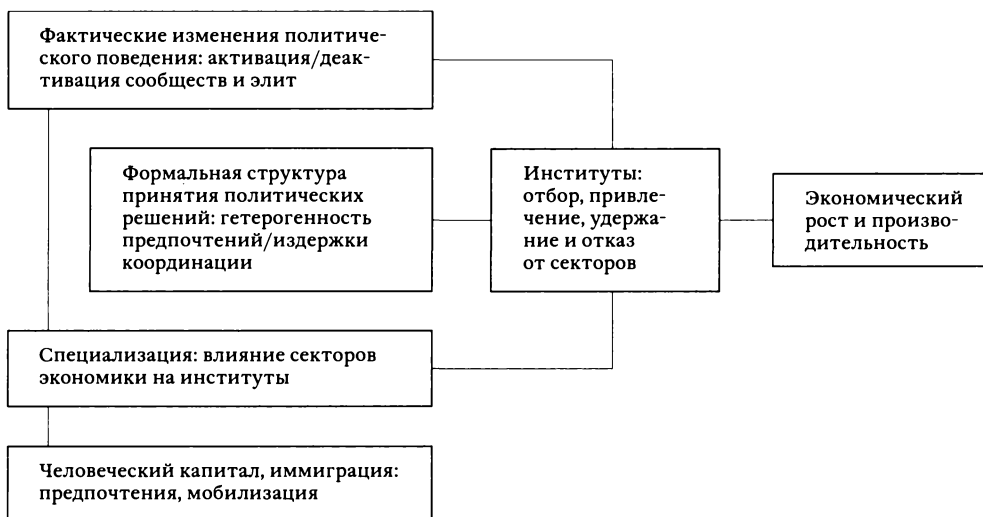 Фактические изменения политиче-
ского поведения: активация/деак-
тивация сообществ и элит
Формальная структура
принятия политических
решений: гетерогенность
предпочтений/издержки
координации
Институты:
отбор, привле-
чение, удержа-
ние и отказ
от секторов
Экономический
рост и произво-
дительность
Специализация: влияние секторов
экономики на институты
Человеческий капитал, иммиграция:
предпочтения, мобилизация